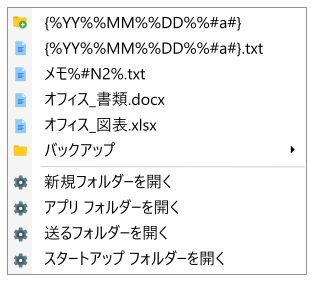 {%YY%%MM%%DD%%#a#}
{%YY%%MM%%DD%%#a#}.txt
メモ%#N2%.txt
オフィス_書類.docx
オフィス_図表.xlsx
バックアップ
新規フォルダーを開く
アプリ フォルダーを開く
送るフォルダーを開く
スタートアップ フォルダーを開く